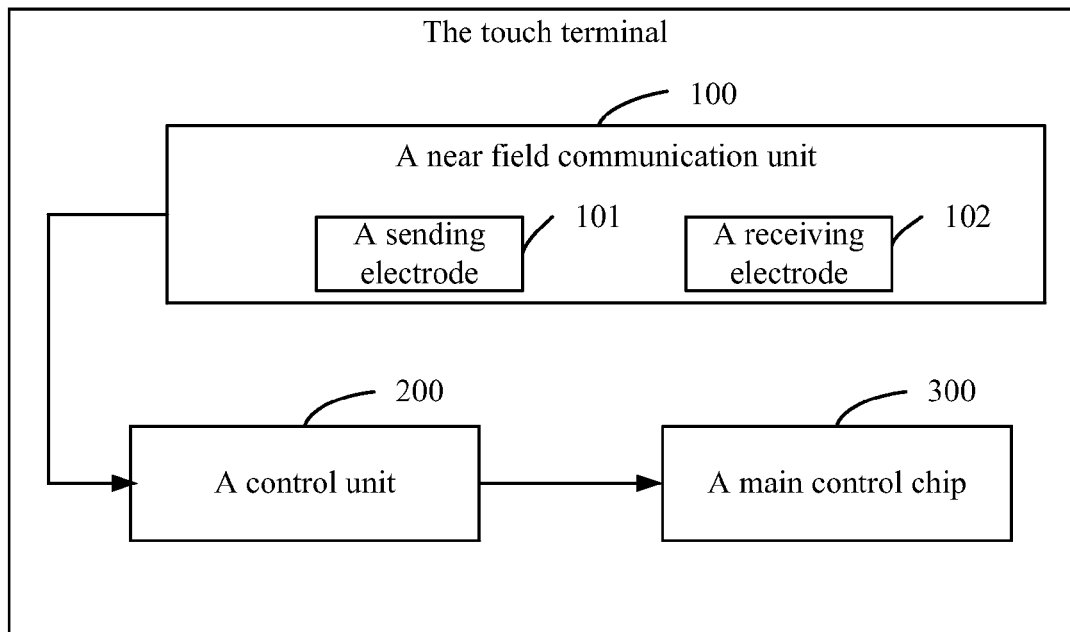 The touch terminal
100
A near field communication unit
101
102
A sending
electrode
A receiving
electrode
200
300
A control unit
A main control chip